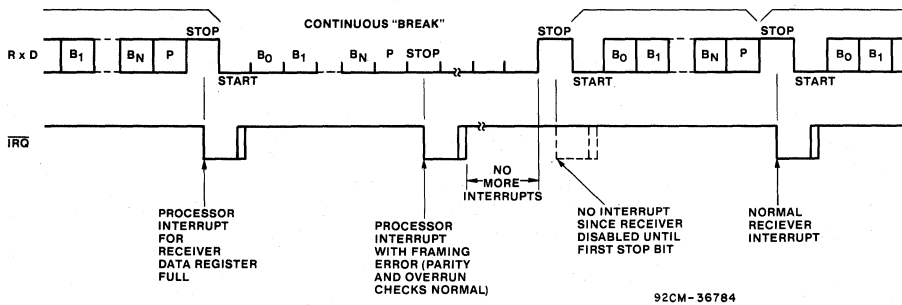 CONTINUOUS "BREAK"
STOP STOP STOP
R x D B1 BN P B0 B1 BN P STOP B0 B1 BN P B0 B1
START START START
IRQ
NO
MORE
INTERRUPTS
PROCESSOR
INTERRUPT
FOR
RECEIVER
DATA REGISTER
FULL
PROCESSOR
INTERRUPT
WITH FRAMING
ERROR (PARITY
AND OVERRUN
CHECKS NORMAL)
NO INTERRUPT
SINCE RECEIVER
DISABLED UNTIL
FIRST STOP BIT
NORMAL
RECIEVER
INTERRUPT
92CM-36784